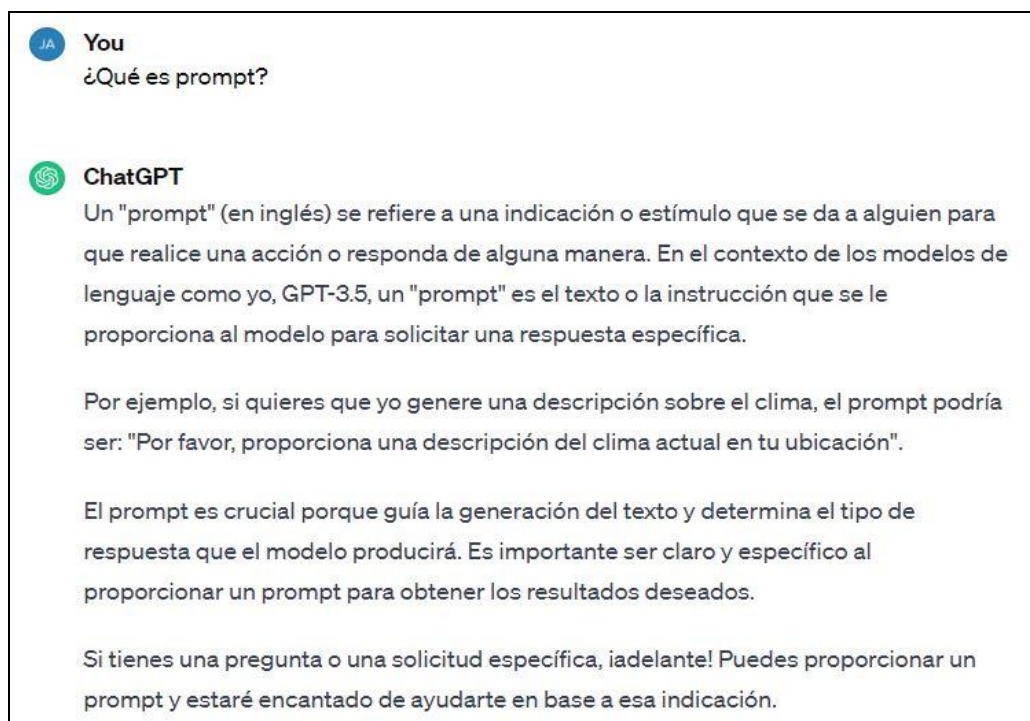 JA
You
¿Qué es prompt?
ChatGPT
Un "prompt" (en inglés) se refiere a una indicación o estímulo que se da a alguien para
que realice una acción o responda de alguna manera. En el contexto de los modelos de
lenguaje como yo, GPT-3.5, un "prompt" es el texto o la instrucción que se le
proporciona al modelo para solicitar una respuesta específica.
Por ejemplo, si quieres que yo genere una descripción sobre el clima, el prompt podría
ser: "Por favor, proporciona una descripción del clima actual en tu ubicación".
El prompt es crucial porque guía la generación del texto y determina el tipo de
respuesta que el modelo producirá. Es importante ser claro y específico al
proporcionar un prompt para obtener los resultados deseados.
Si tienes una pregunta o una solicitud específica, ¡adelante! Puedes proporcionar un
prompt y estaré encantado de ayudarte en base a esa indicación.